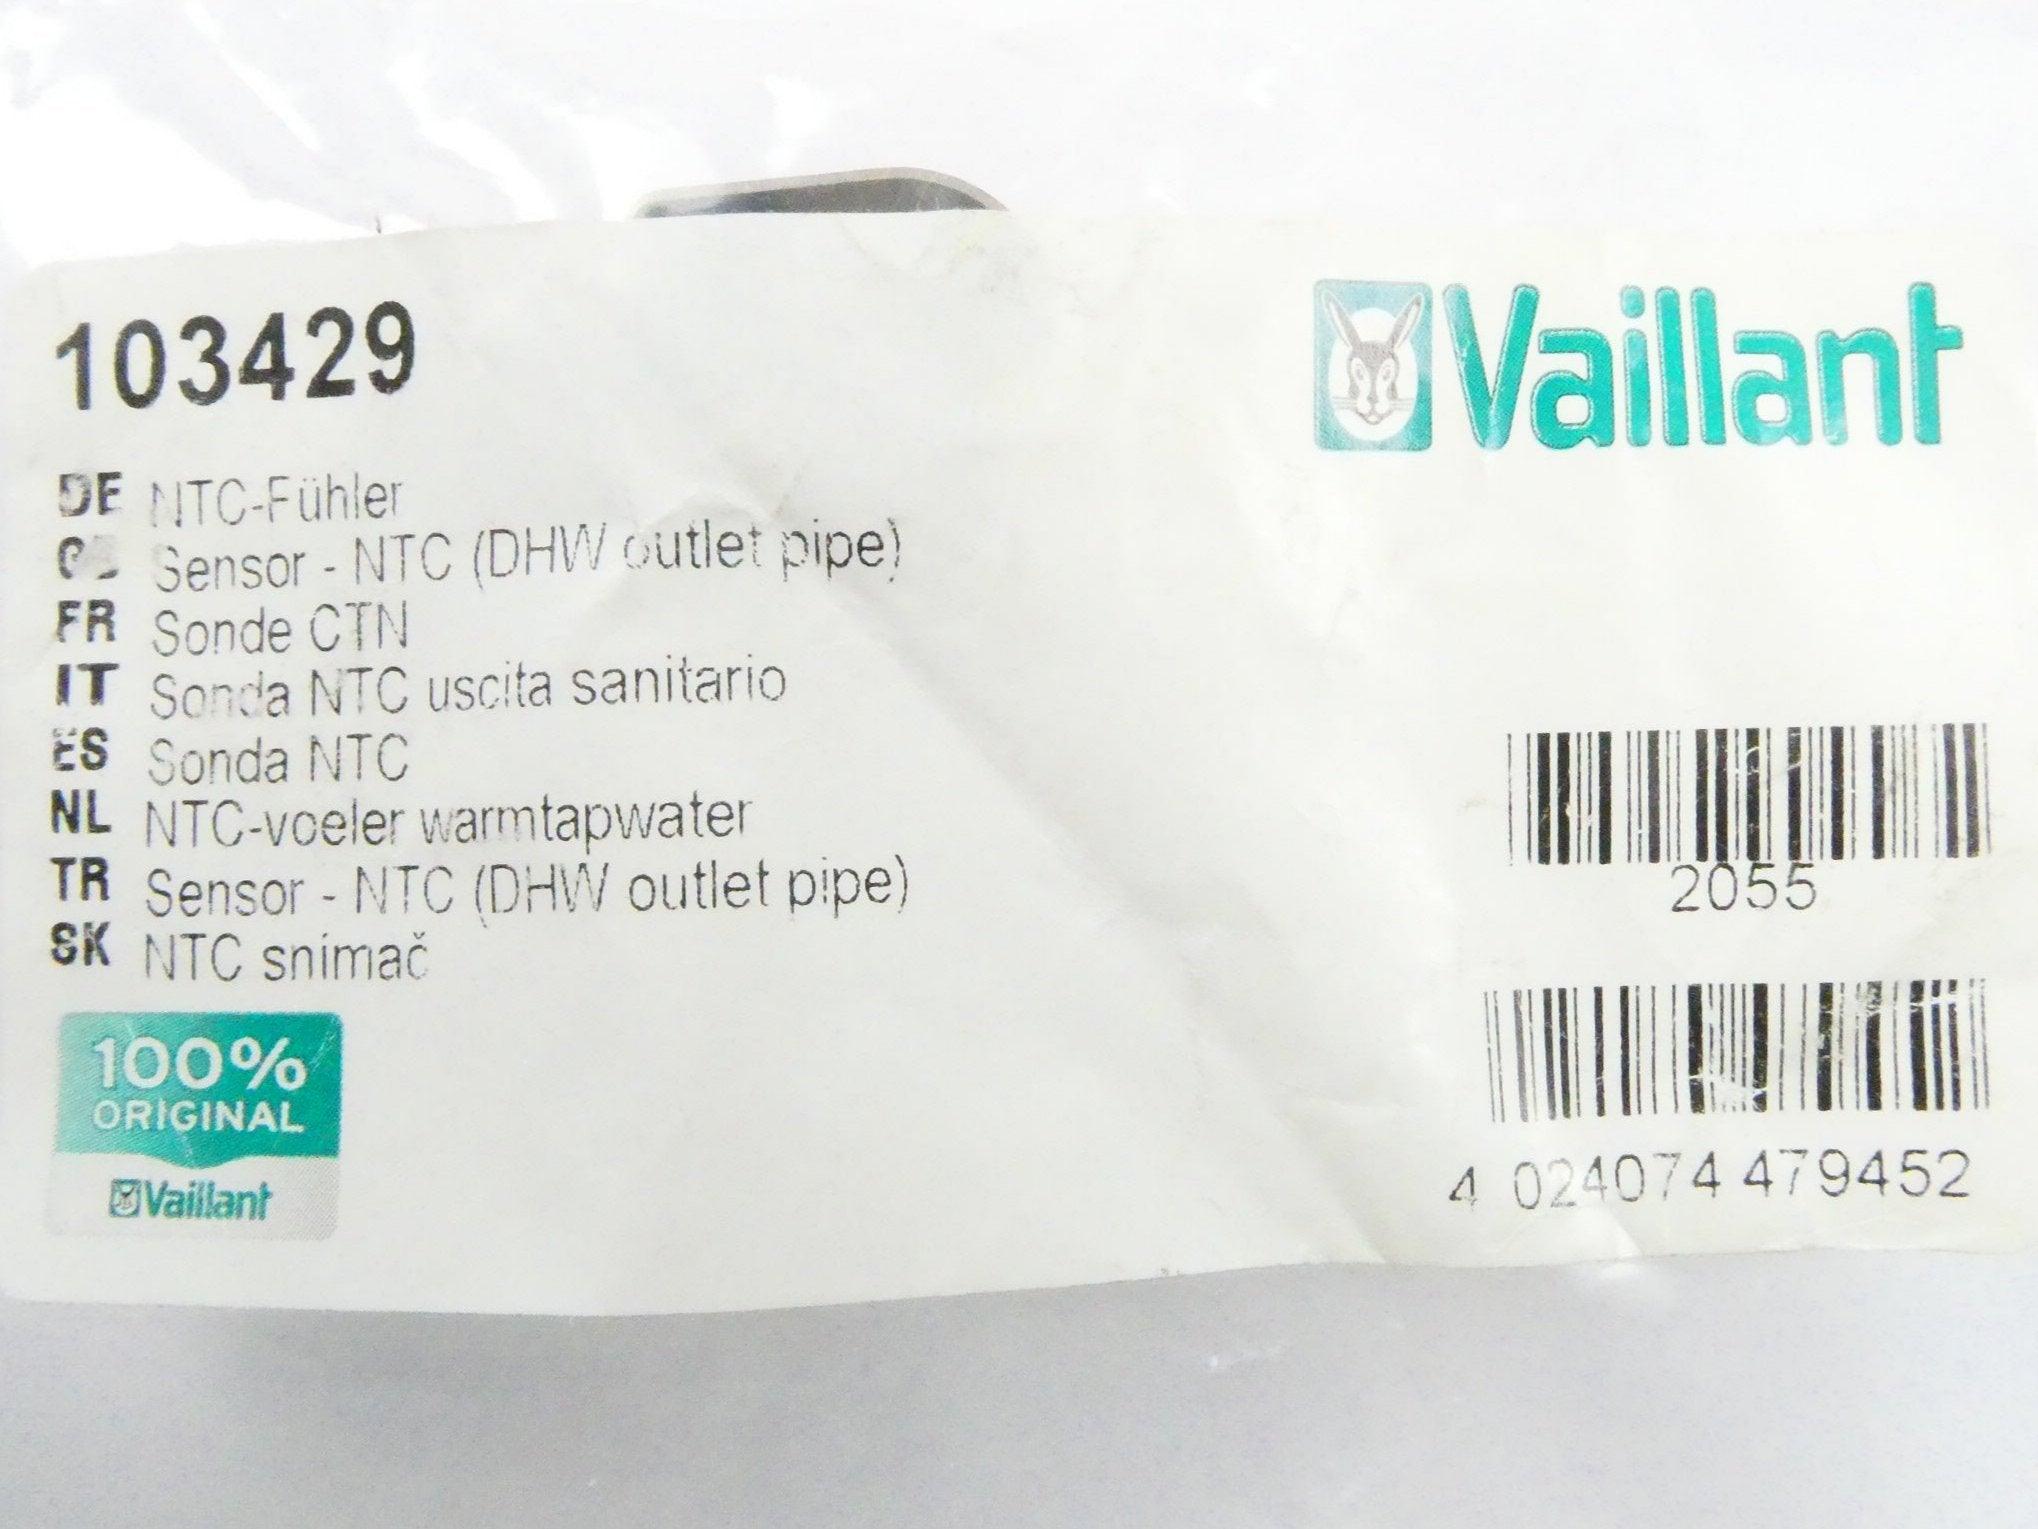 103429
Vaillant
DE NTC-Fühler
GB Sensor - NTC (DHW outlet pipe)
FR Sonde CTN
IT Sonda NTC uscita sanitario
ES Sonda NTC
NL NTC-voeler warmtapwater
TR Sensor - NTC (DHW outlet pipe)
SK NTC snímač
100%
ORIGINAL
Vaillant
2055
4 024074 479452